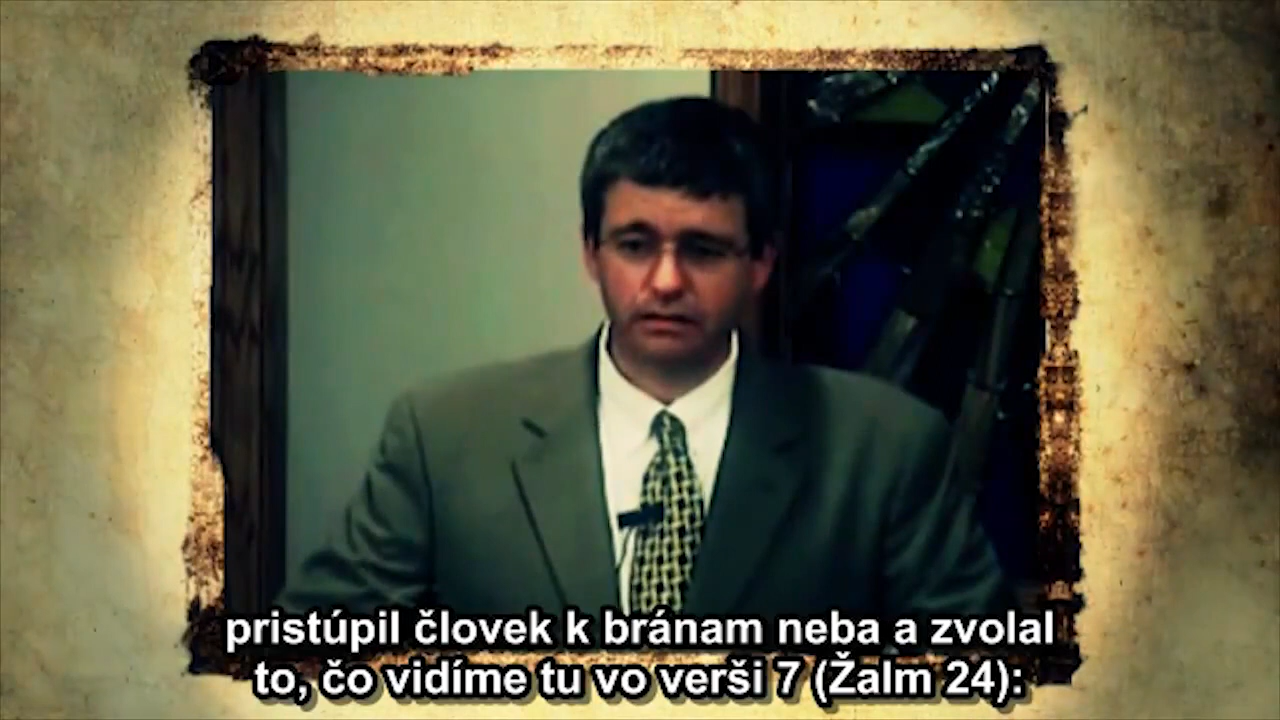 pristúpil človek k bránam neba a zvolal
to, čo vidíme tu vo verši 7 (Žalm 24):